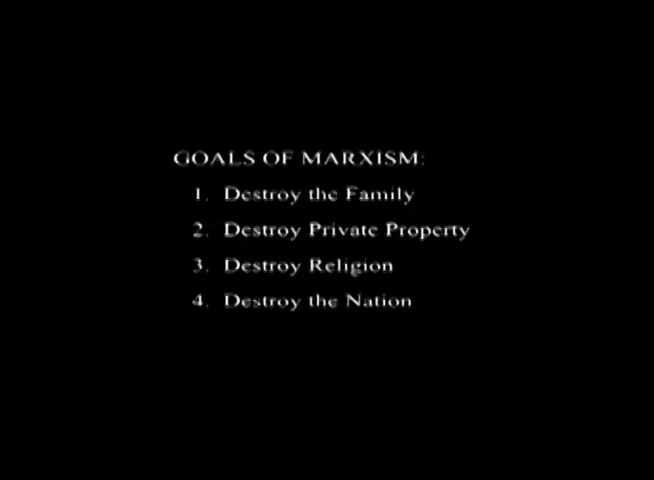 GOALS OF MARXISM:
1. Destroy the Family
2. Destroy Private Property
3. Destroy Religion
4. Destroy the Nation